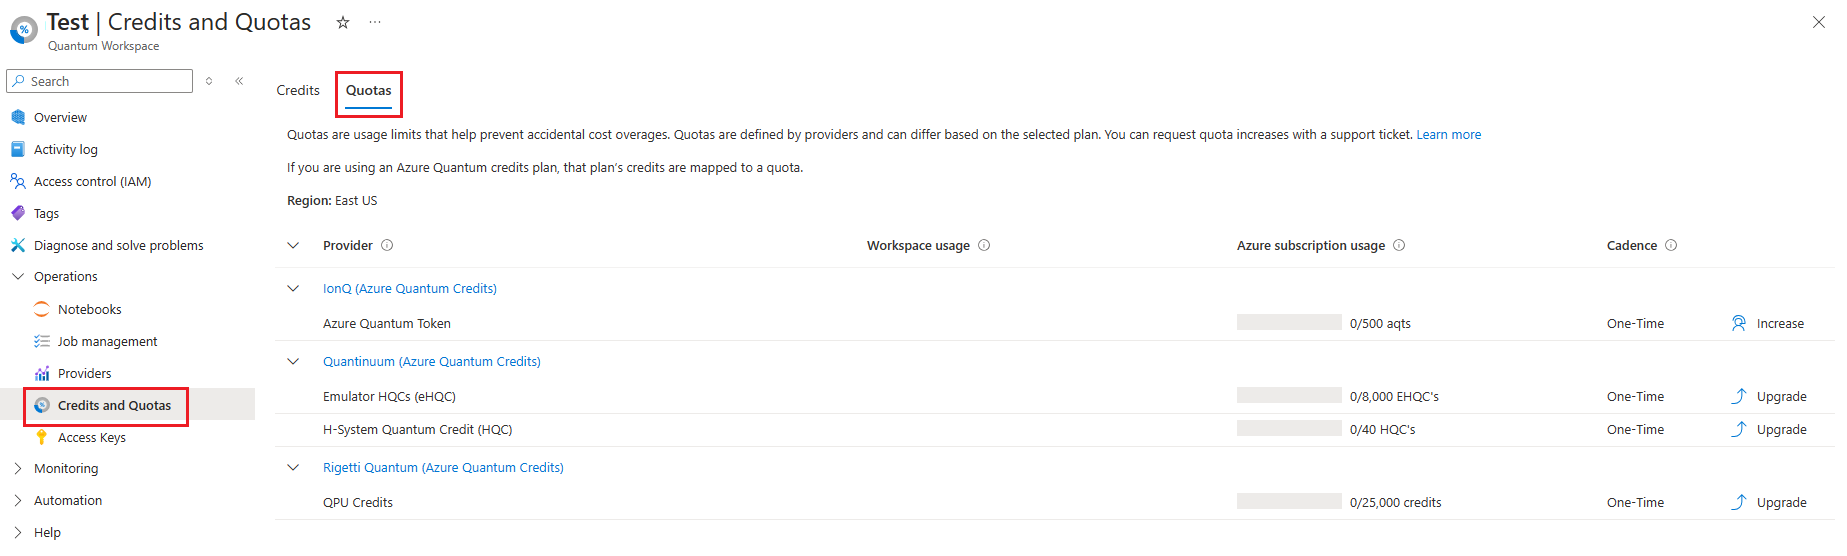 Test | Credits and Quotas
Quantum Workspace
Search
Overview
Activity log
Access control (IAM)
Tags
Diagnose and solve problems
Operations
Notebooks
Job management
Providers
Credits and Quotas
Access Keys
Monitoring
Automation
Help
Credits Quotas
Quotas are usage limits that help prevent accidental cost overages. Quotas are defined by providers and can differ based on the selected plan. You can request quota increases with a support ticket. Learn more
If you are using an Azure Quantum credits plan, that plan's credits are mapped to a quota.
Region: East US
Provider Workspace usage Azure subscription usage Cadence
IonQ (Azure Quantum Credits)
Azure Quantum Token 0/500 aqts One-Time Increase
Quantinuum (Azure Quantum Credits)
Emulator HQCs (eHQC) 0/8,000 EHQC's One-Time Upgrade
H-System Quantum Credit (HQC) 0/40 HQC's One-Time Upgrade
Rigetti Quantum (Azure Quantum Credits)
QPU Credits 0/25,000 credits One-Time Upgrade